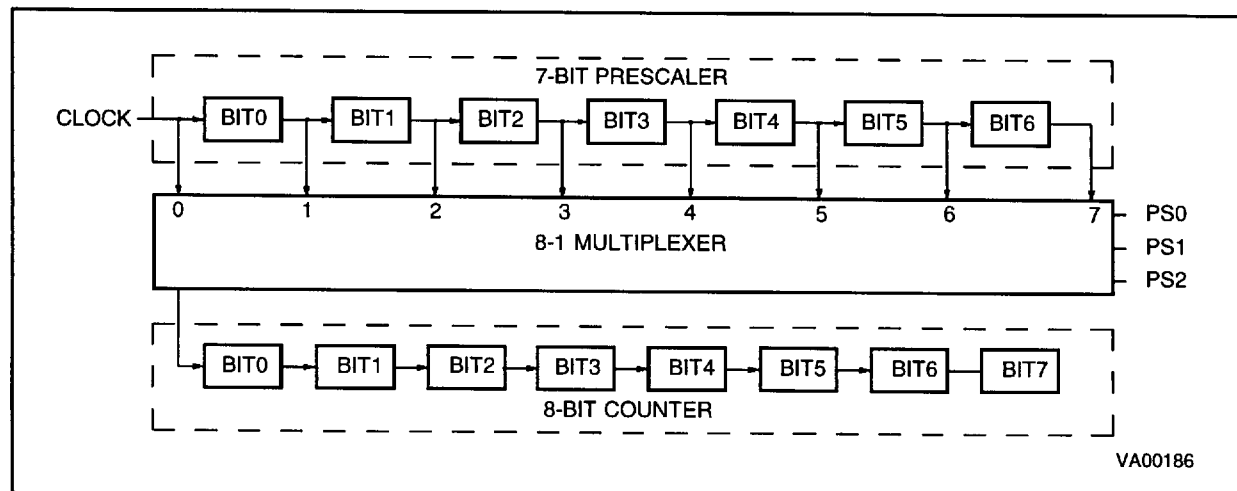 7-BIT PRESCALER
CLOCK BIT0 BIT1 BIT2 BIT3 BIT4 BIT5 BIT6
0 1 2 3 4 5 6 7 PS0
8-1 MULTIPLEXER PS1
PS2
BIT0 BIT1 BIT2 BIT3 BIT4 BIT5 BIT6 BIT7
8-BIT COUNTER
VA00186